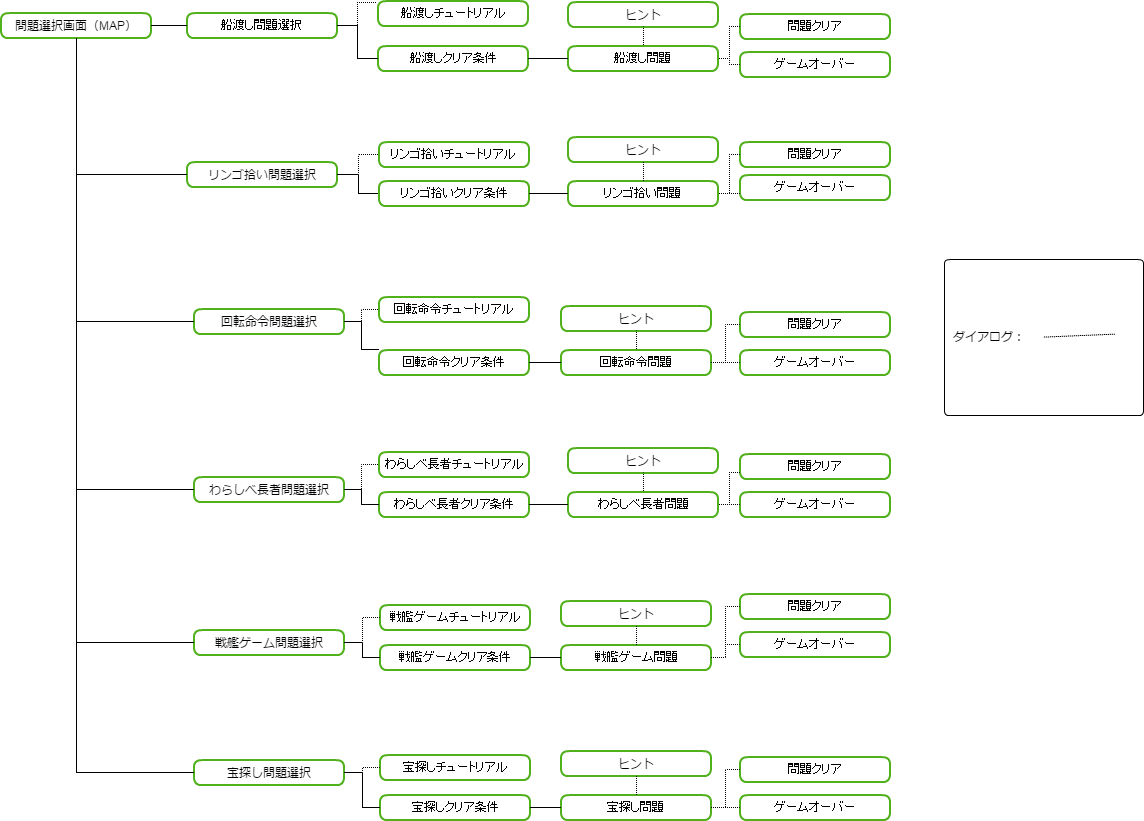 問題選択画面（MAP）
船渡し問題選択
船渡しチュートリアル
船渡しクリア条件
ヒント
船渡し問題
問題クリア
ゲームオーバー
リンゴ拾い問題選択
リンゴ拾いチュートリアル
リンゴ拾いクリア条件
ヒント
リンゴ拾い問題
問題クリア
ゲームオーバー
回転命令問題選択
回転命令チュートリアル
回転命令クリア条件
ヒント
回転命令問題
問題クリア
ゲームオーバー
ダイアログ：
わらしべ長者問題選択
わらしべ長者チュートリアル
わらしべ長者クリア条件
ヒント
わらしべ長者問題
問題クリア
ゲームオーバー
戦艦ゲーム問題選択
戦艦ゲームチュートリアル
戦艦ゲームクリア条件
ヒント
戦艦ゲーム問題
問題クリア
ゲームオーバー
宝探し問題選択
宝探しチュートリアル
宝探しクリア条件
ヒント
宝探し問題
問題クリア
ゲームオーバー